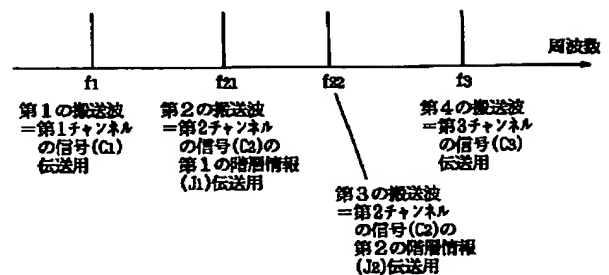 周波数
f1
f21
f22
f3
第1の搬送波
=第1チャンネル
の信号(C1)
伝送用
第2の搬送波
=第2チャンネル
の信号(C2)の
第1の階層情報
(J1)伝送用
第3の搬送波
=第2チャンネル
の信号(C2)の
第2の階層情報
(J2)伝送用
第4の搬送波
=第3チャンネル
の信号(C3)
伝送用